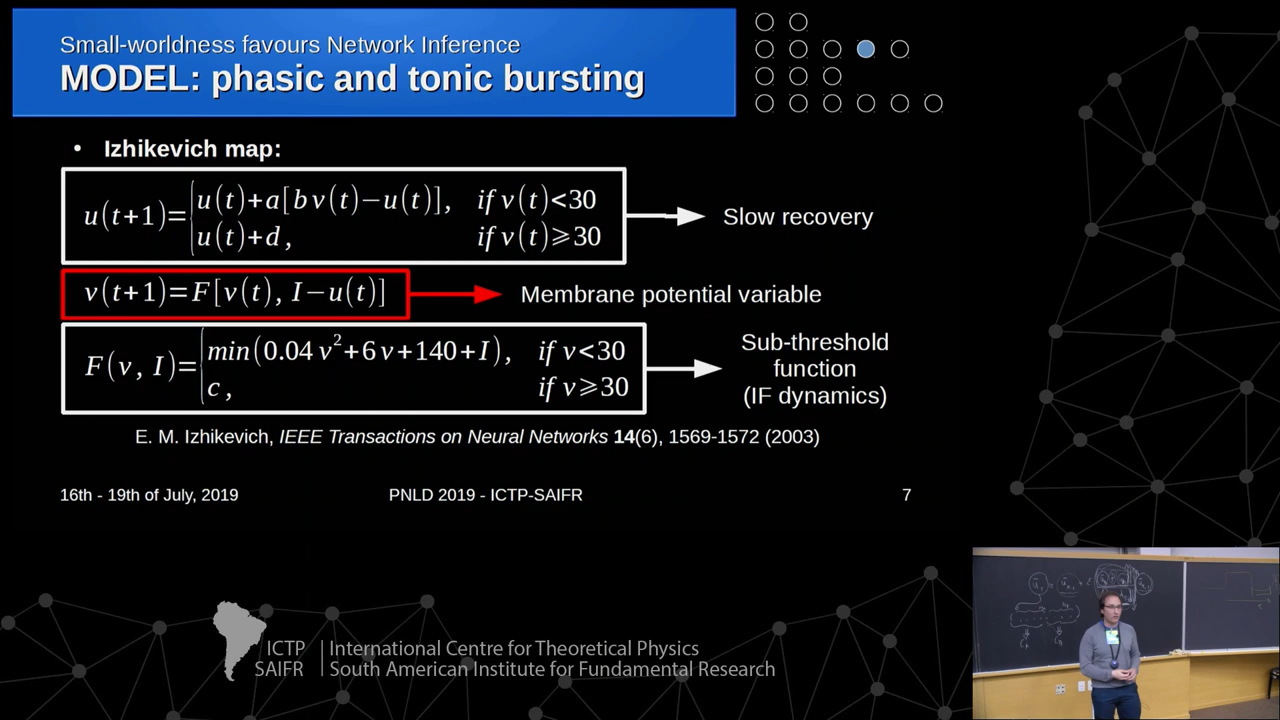 Small-worldness favours Network Inference
MODEL: phasic and tonic bursting
• Izhikevich map:
u(t+1)={u(t)+a[bv(t)−u(t)], if v(t)<30
u(t)+d, if v(t)⩾30
Slow recovery
v(t+1)=F[v(t), I−u(t)]
Membrane potential variable
F(v, I)={min(0.04v²+6v+140+I), if v<30
c, if v⩾30
Sub-threshold
function
(IF dynamics)
E. M. Izhikevich, IEEE Transactions on Neural Networks 14(6), 1569-1572 (2003)
16th - 19th of July, 2019 PNLD 2019 - ICTP-SAIFR 7
ICTP International Centre for Theoretical Physics
SAIFR South American Institute for Fundamental Research